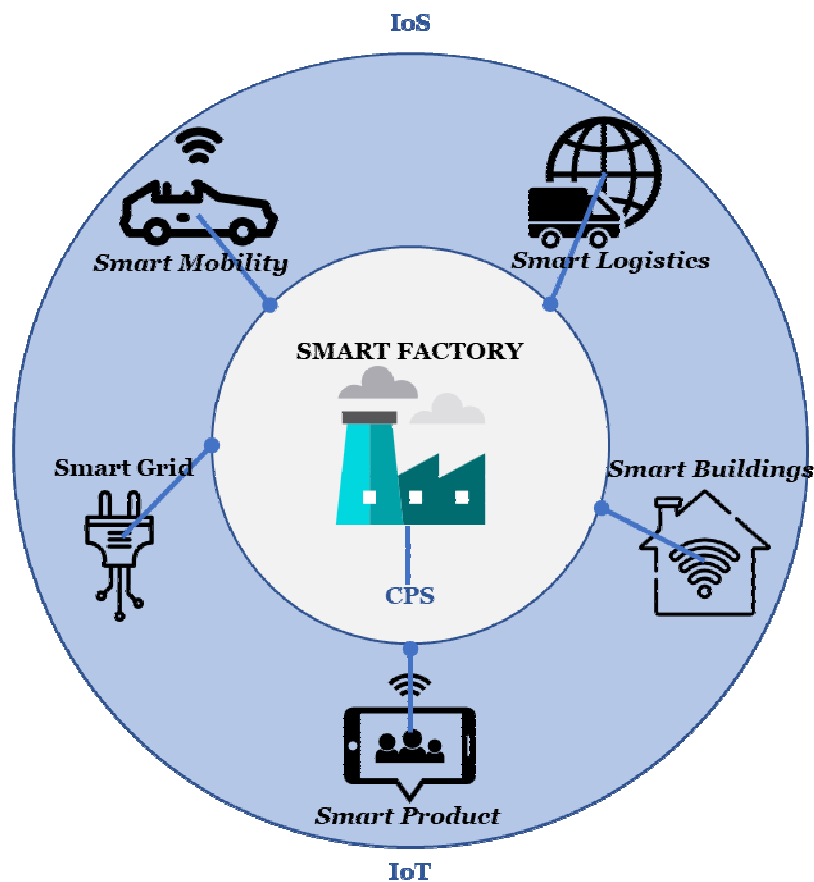 IoS
Smart Mobility
Smart Logistics
SMART FACTORY
Smart Grid
Smart Buildings
CPS
Smart Product
IoT